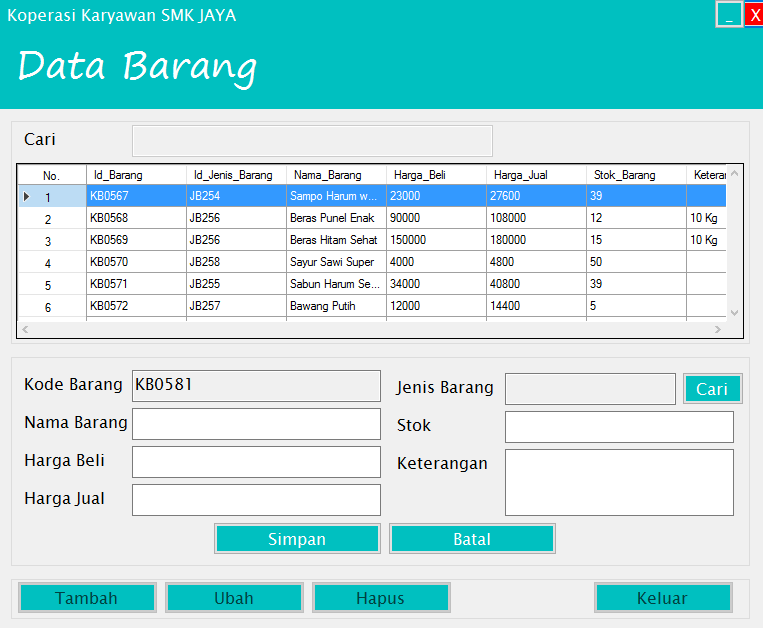 Koperasi Karyawan SMK JAYA _ X
Data Barang
Cari
No. Id_Barang Id_Jenis_Barang Nama_Barang Harga_Beli Harga_Jual Stok_Barang Keterar
1 KB0567 JB254 Sampo Harum w... 23000 27600 39
2 KB0568 JB256 Beras Punel Enak 90000 108000 12 10 Kg
3 KB0569 JB256 Beras Hitam Sehat 150000 180000 15 10 Kg
4 KB0570 JB258 Sayur Sawi Super 4000 4800 50
5 KB0571 JB255 Sabun Harum Se... 34000 40800 39
6 KB0572 JB257 Bawang Putih 12000 14400 5
Kode Barang KB0581 Jenis Barang Cari
Nama Barang Stok
Harga Beli Keterangan
Harga Jual
Simpan Batal
Tambah Ubah Hapus Keluar